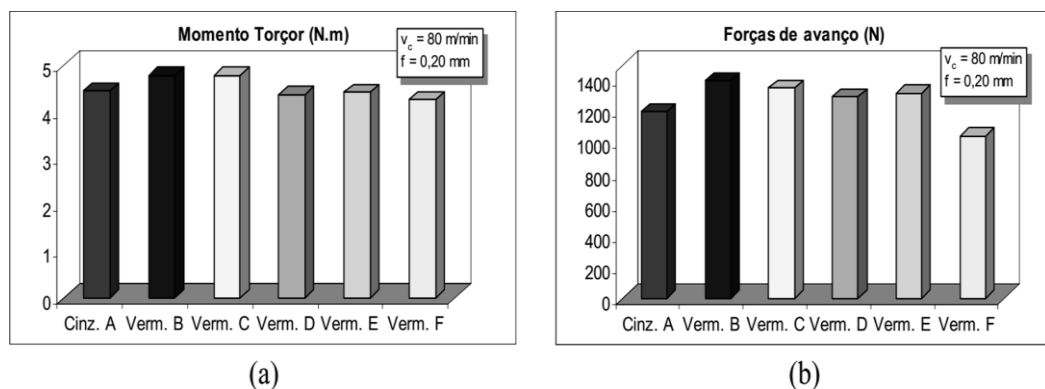 Momento Torçor (N.m)
v_c = 80 m/min
f = 0,20 mm
5
4
3
2
1
0
Cinz. A Verm. B Verm. C Verm. D Verm. E Verm. F
(a)
Forças de avanço (N)
v_c = 80 m/min
f = 0,20 mm
1400
1200
1000
800
600
400
200
0
Cinz. A Verm. B Verm. C Verm. D Verm. E Verm. F
(b)